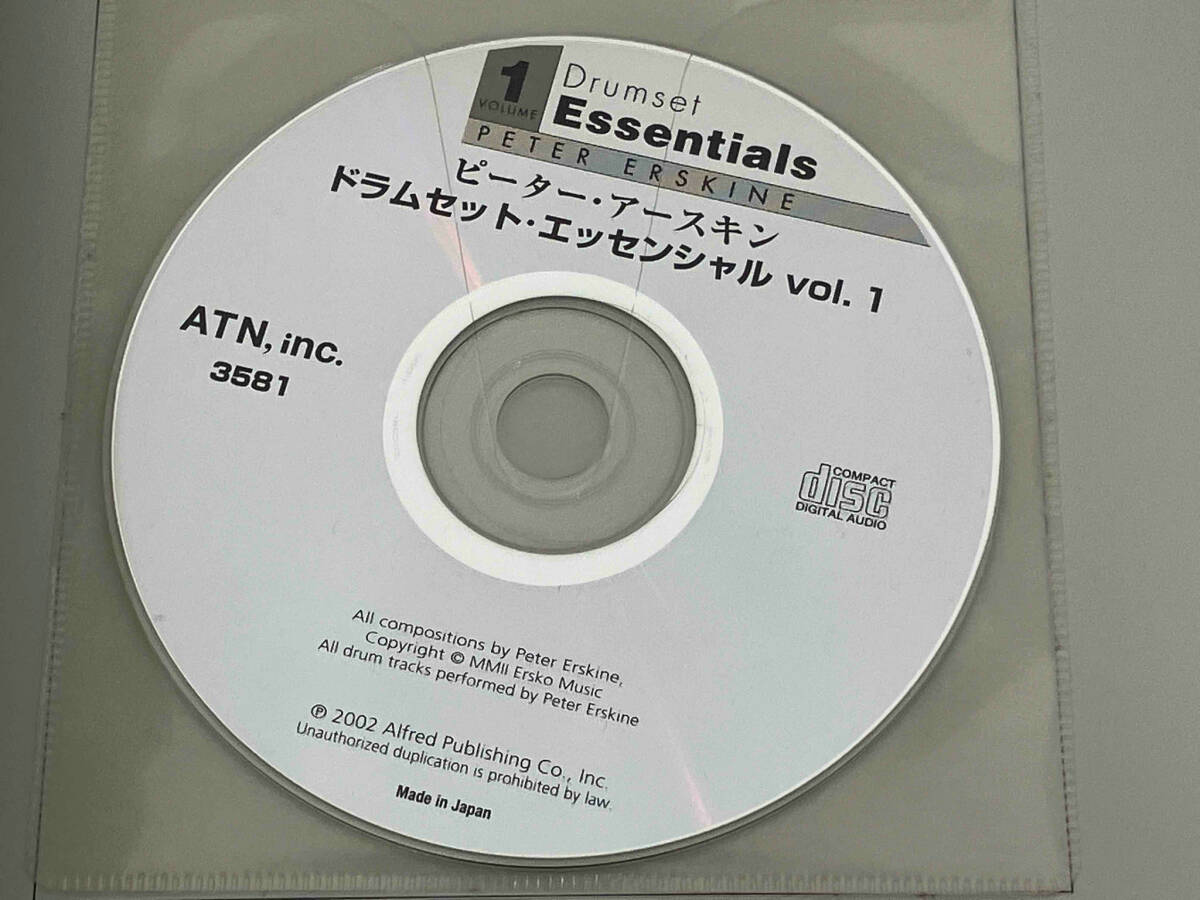 1
VOLUME
Drumset
Essentials
PETER ERSKINE
ピーター・アースキン
ドラムセット・エッセンシャル vol. 1
ATN, inc.
3581
COMPACT
disc
DIGITAL AUDIO
All compositions by Peter Erskine,
Copyright © MMII Ersko Music
All drum tracks performed by Peter Erskine
℗ 2002 Alfred Publishing Co., Inc.
Unauthorized duplication is prohibited by law.
Made in Japan